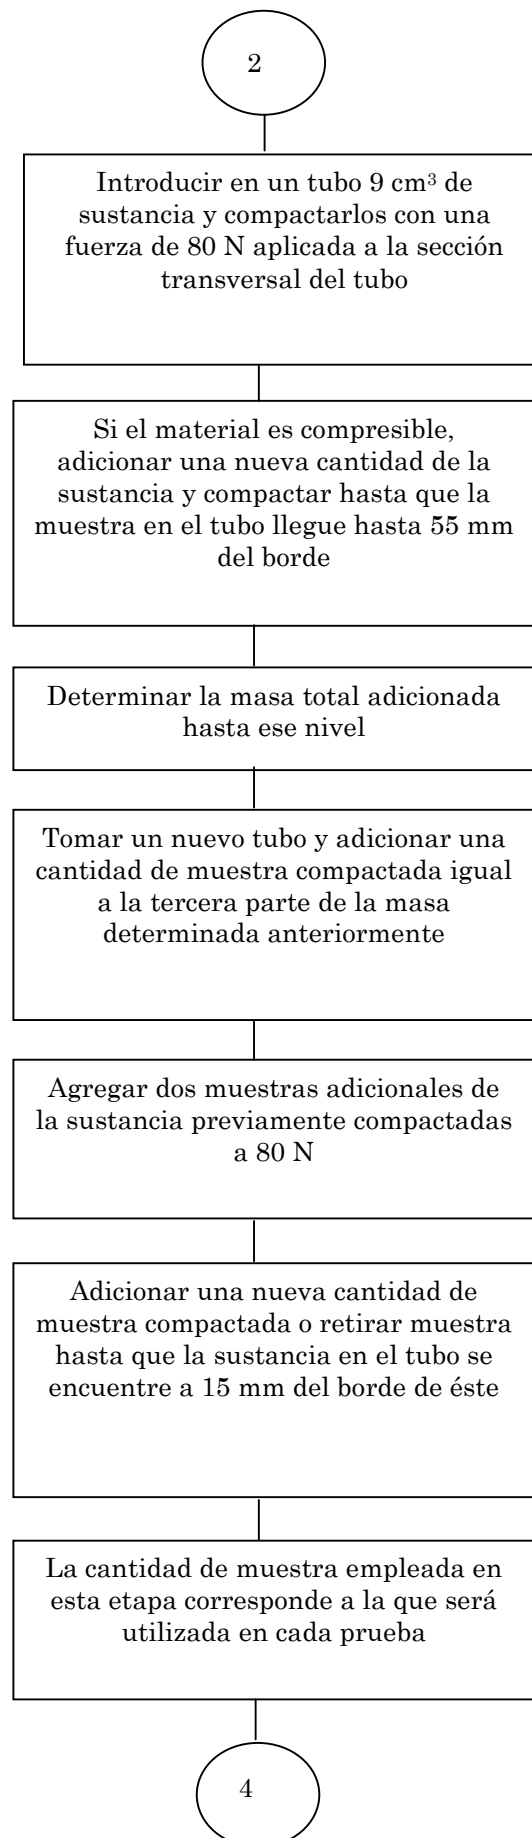 2
Introducir en un tubo 9 cm³ de
sustancia y compactarlos con una
fuerza de 80 N aplicada a la sección
transversal del tubo
Si el material es compresible,
adicionar una nueva cantidad de la
sustancia y compactar hasta que la
muestra en el tubo llegue hasta 55 mm
del borde
Determinar la masa total adicionada
hasta ese nivel
Tomar un nuevo tubo y adicionar una
cantidad de muestra compactada igual
a la tercera parte de la masa
determinada anteriormente
Agregar dos muestras adicionales de
la sustancia previamente compactadas
a 80 N
Adicionar una nueva cantidad de
muestra compactada o retirar muestra
hasta que la sustancia en el tubo se
encuentre a 15 mm del borde de éste
La cantidad de muestra empleada en
esta etapa corresponde a la que será
utilizada en cada prueba
4